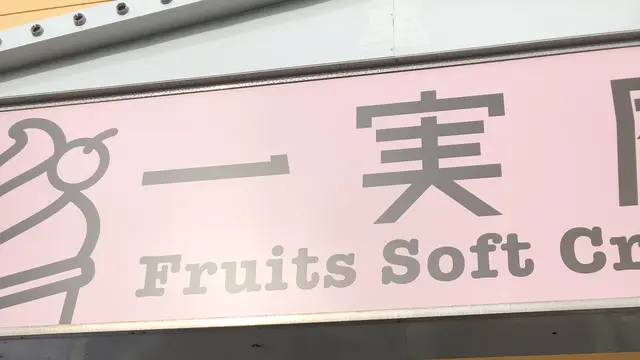 一実
Fruits Soft